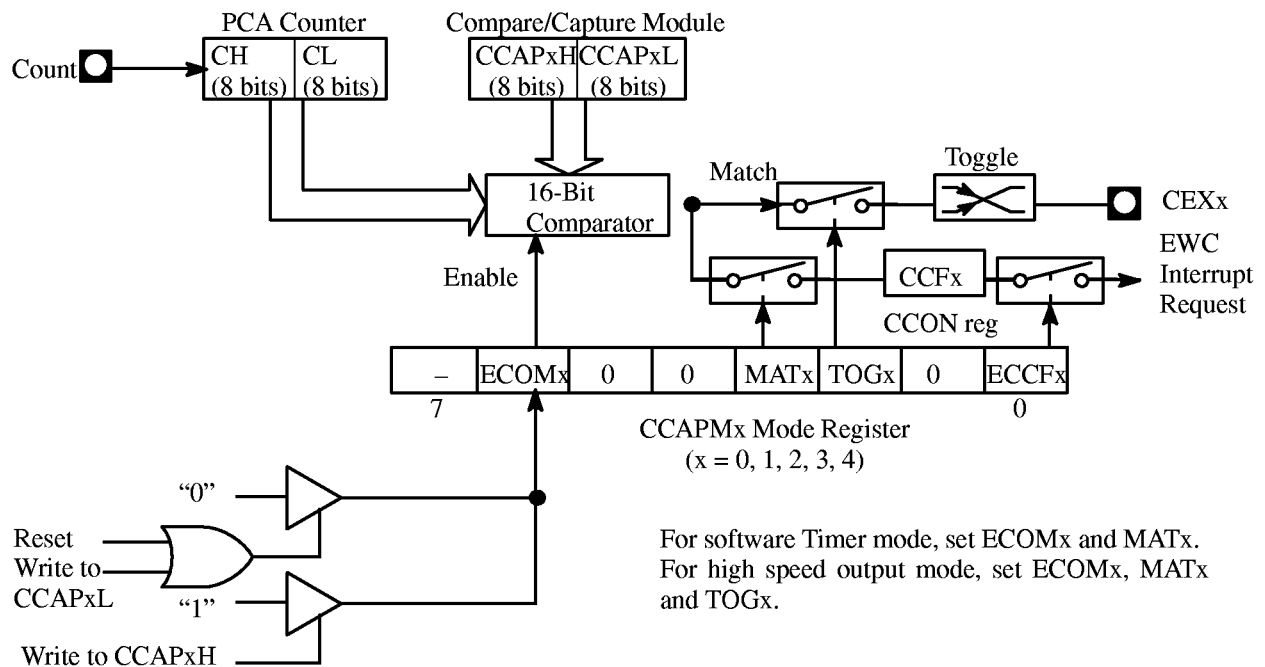 PCA Counter
Compare/Capture Module
Count
CH
(8 bits)
CL
(8 bits)
CCAPxH
(8 bits)
CCAPxL
(8 bits)
16-Bit
Comparator
Match
Toggle
CEXx
EWC
Interrupt
Request
Enable
CCFx
CCON reg
– ECOMx 0 0 MATx TOGx 0 ECCFx
7 0
CCAPMx Mode Register
(x = 0, 1, 2, 3, 4)
“0”
Reset
Write to
CCAPxL
“1”
Write to CCAPxH
For software Timer mode, set ECOMx and MATx.
For high speed output mode, set ECOMx, MATx
and TOGx.